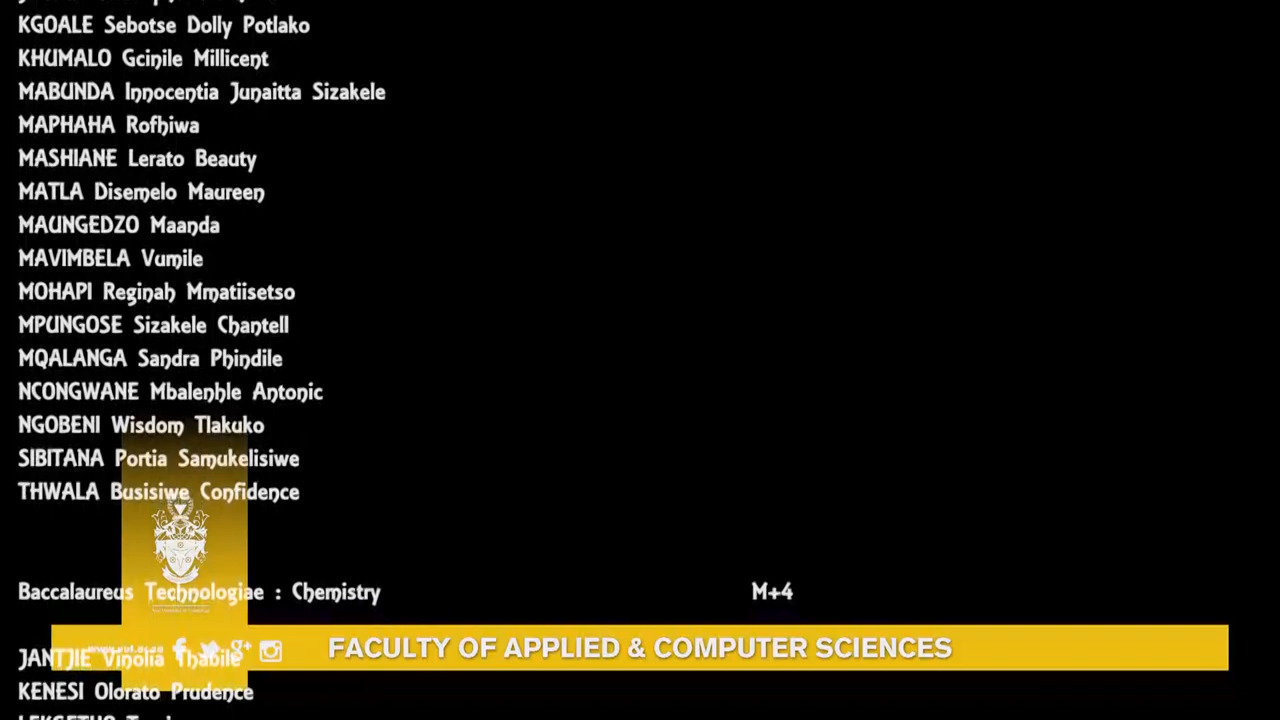 KGOALE Sebotse Dolly Potlako
KHUMALO Gcinile Millicent
MABUNDA Innocentia Junaitta Sizakele
MAPHAHA Rofhiwa
MASHIANE Lerato Beauty
MATLA Disemelo Maureen
MAUNGEDZO Maanda
MAVIMBELA Vumile
MOHAPI Reginah Mmatiisetso
MPUNGOSE Sizakele Chantell
MQALANGA Sandra Phindile
NCONGWANE Mbalenhle Antonic
NGOBENI Wisdom Tlakuko
SIBITANA Portia Samukelisiwe
THWALA Busisiwe Confidence
Baccalaureus Technologiae : Chemistry M+4
FACULTY OF APPLIED & COMPUTER SCIENCES
JANTJIE Vinolia Thabile
KENESI Olorato Prudence